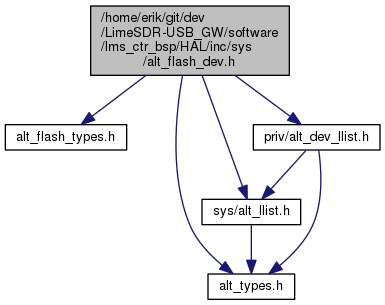 /home/erik/git/dev
/LimeSDR-USB_GW/software
/lms_ctr_bsp/HAL/inc/sys
/alt_flash_dev.h
alt_flash_types.h
priv/alt_dev_llist.h
sys/alt_llist.h
alt_types.h